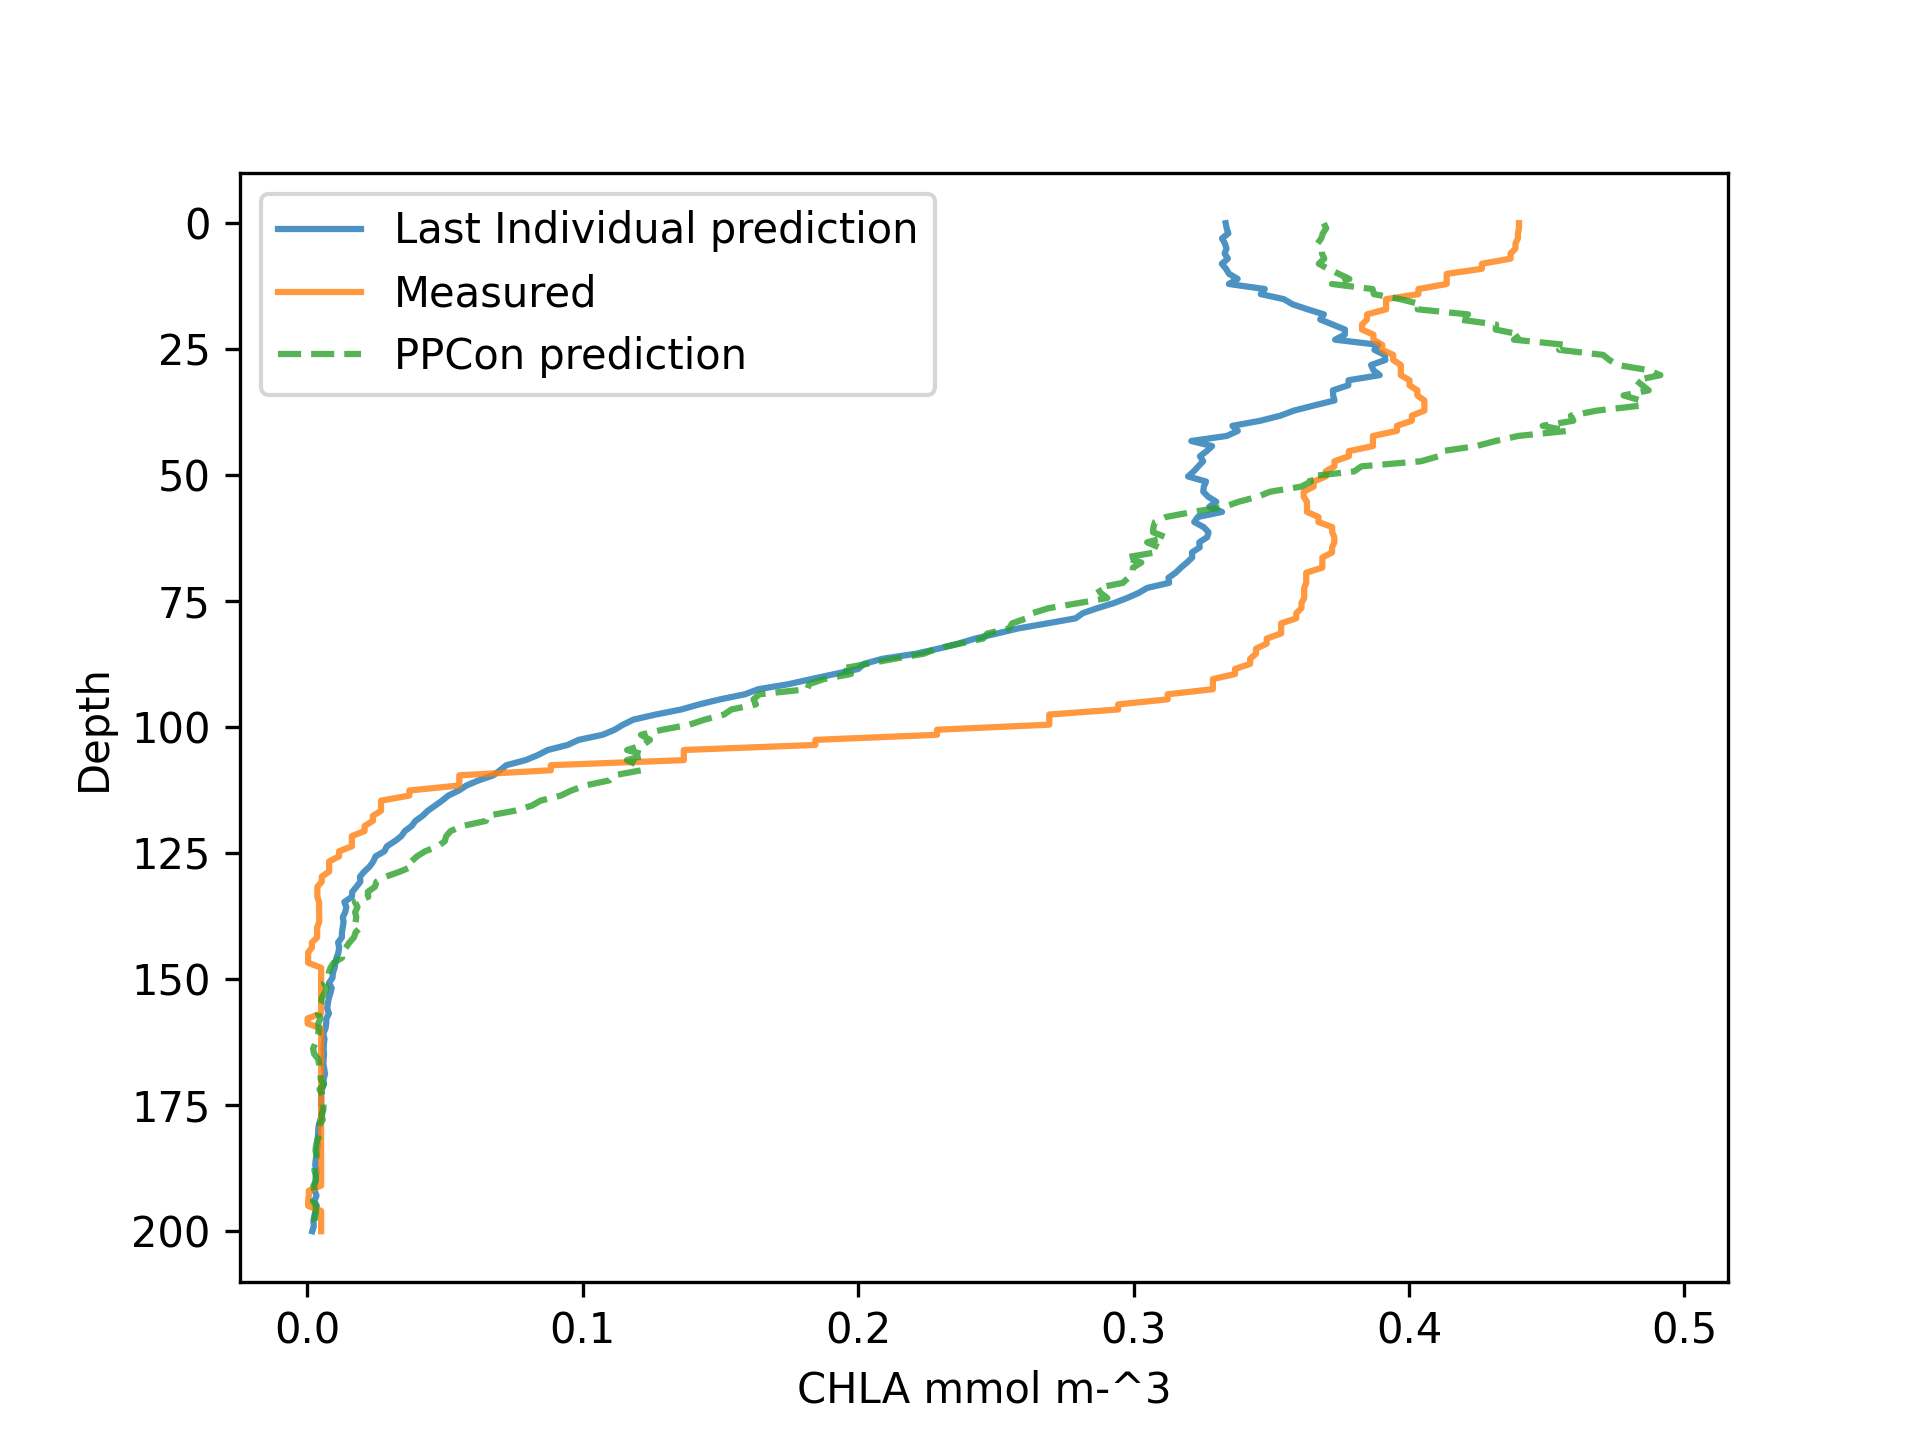 Last Individual prediction
Measured
PPCon prediction
0
25
50
75
100
125
150
175
200
Depth
0.0 0.1 0.2 0.3 0.4 0.5
CHLA mmol m-^3